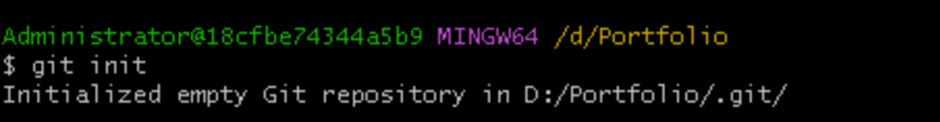 Administrator@18cfbe74344a5b9 MINGW64 /d/Portfolio
$ git init
Initialized empty Git repository in D:/Portfolio/.git/